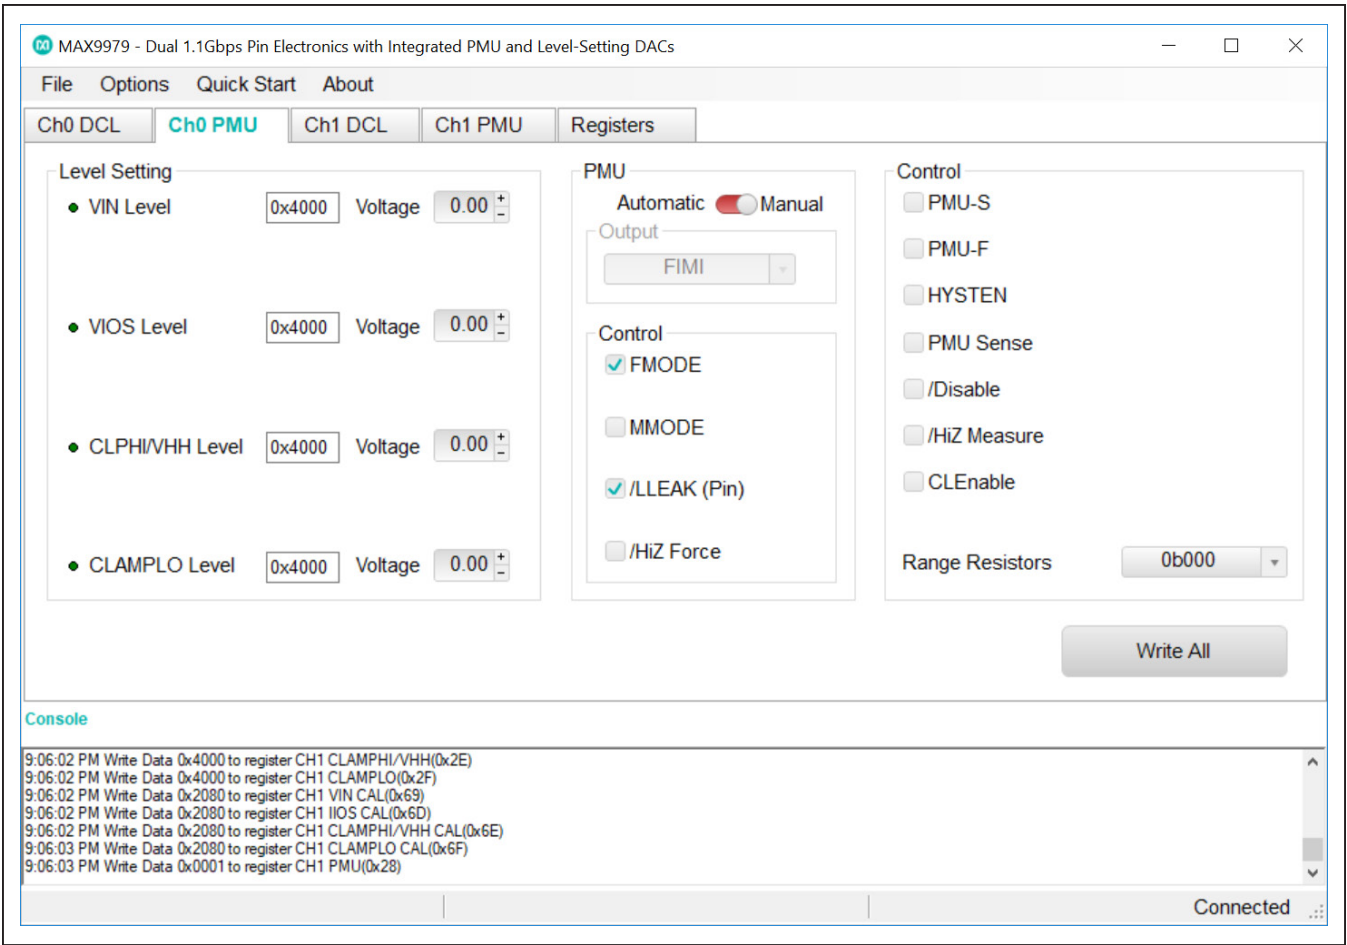 MAX9979 - Dual 1.1Gbps Pin Electronics with Integrated PMU and Level-Setting DACs
File Options Quick Start About
Ch0 DCL Ch0 PMU Ch1 DCL Ch1 PMU Registers
Level Setting
VIN Level 0x4000 Voltage 0.00 + -
VIOS Level 0x4000 Voltage 0.00 + -
CLPHI/VHH Level 0x4000 Voltage 0.00 + -
CLAMPLO Level 0x4000 Voltage 0.00 + -
PMU
Automatic Manual
Output
FIMI
Control
FMODE
MMODE
/LLEAK (Pin)
/HiZ Force
Control
PMU-S
PMU-F
HYSTEN
PMU Sense
/Disable
/HiZ Measure
CLEnable
Range Resistors 0b000
Write All
Console
9:06:02 PM Write Data 0x4000 to register CH1 CLAMPHI/VHH(0x2E)
9:06:02 PM Write Data 0x4000 to register CH1 CLAMPLO(0x2F)
9:06:02 PM Write Data 0x2080 to register CH1 VIN CAL(0x69)
9:06:02 PM Write Data 0x2080 to register CH1 IIOS CAL(0x6D)
9:06:02 PM Write Data 0x2080 to register CH1 CLAMPHI/VHH CAL(0x6E)
9:06:03 PM Write Data 0x2080 to register CH1 CLAMPLO CAL(0x6F)
9:06:03 PM Write Data 0x0001 to register CH1 PMU(0x28)
Connected